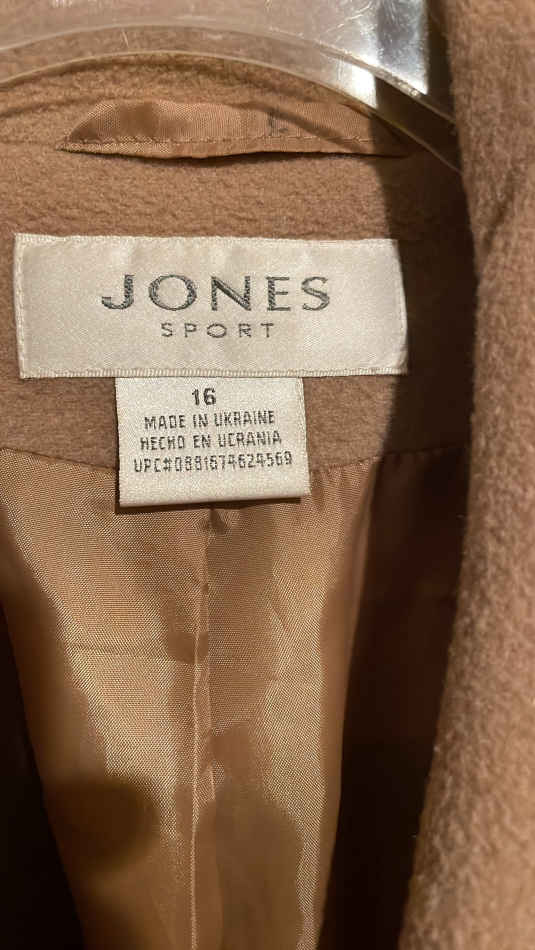 JONES
SPORT
16
MADE IN UKRAINE
HECHO EN UCRANIA
UPC#0881674624569